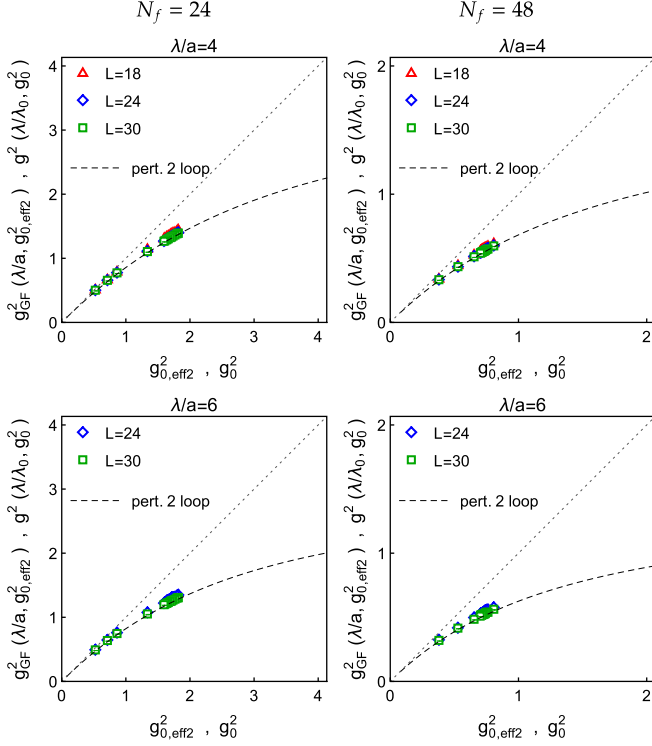 N_f = 24
N_f = 48
λ/a=4
g²_GF (λ/a, g²_0,eff2) , g² (λ/λ_0, g²_0)
4
3
2
1
0
L=18
L=24
L=30
pert. 2 loop
0 1 2 3 4
g²_0,eff2 , g²_0
λ/a=4
g²_GF (λ/a, g²_0,eff2) , g² (λ/λ_0, g²_0)
2
1
0
L=18
L=24
L=30
pert. 2 loop
0 1 2
g²_0,eff2 , g²_0
λ/a=6
g²_GF (λ/a, g²_0,eff2) , g² (λ/λ_0, g²_0)
4
3
2
1
0
L=24
L=30
pert. 2 loop
0 1 2 3 4
g²_0,eff2 , g²_0
λ/a=6
g²_GF (λ/a, g²_0,eff2) , g² (λ/λ_0, g²_0)
2
1
0
L=24
L=30
pert. 2 loop
0 1 2
g²_0,eff2 , g²_0